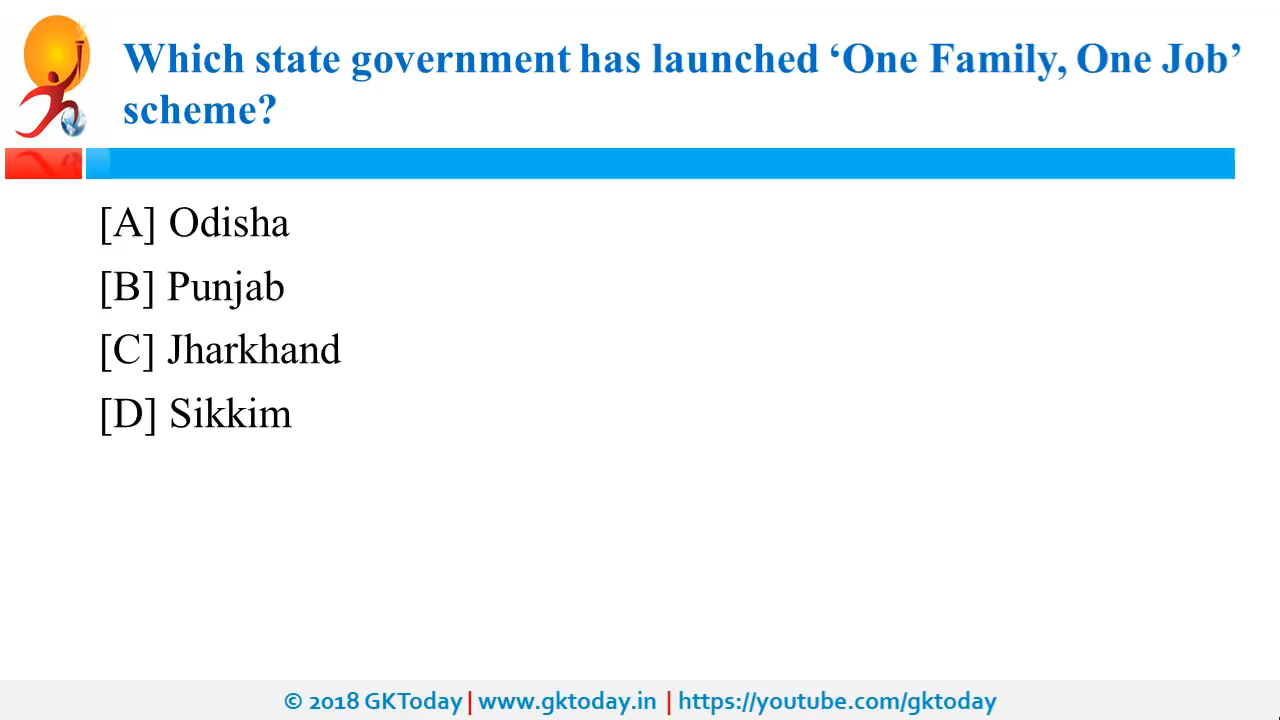 Which state government has launched ‘One Family, One Job’
scheme?
[A] Odisha
[B] Punjab
[C] Jharkhand
[D] Sikkim
© 2018 GKToday | www.gktoday.in | https://youtube.com/gktoday